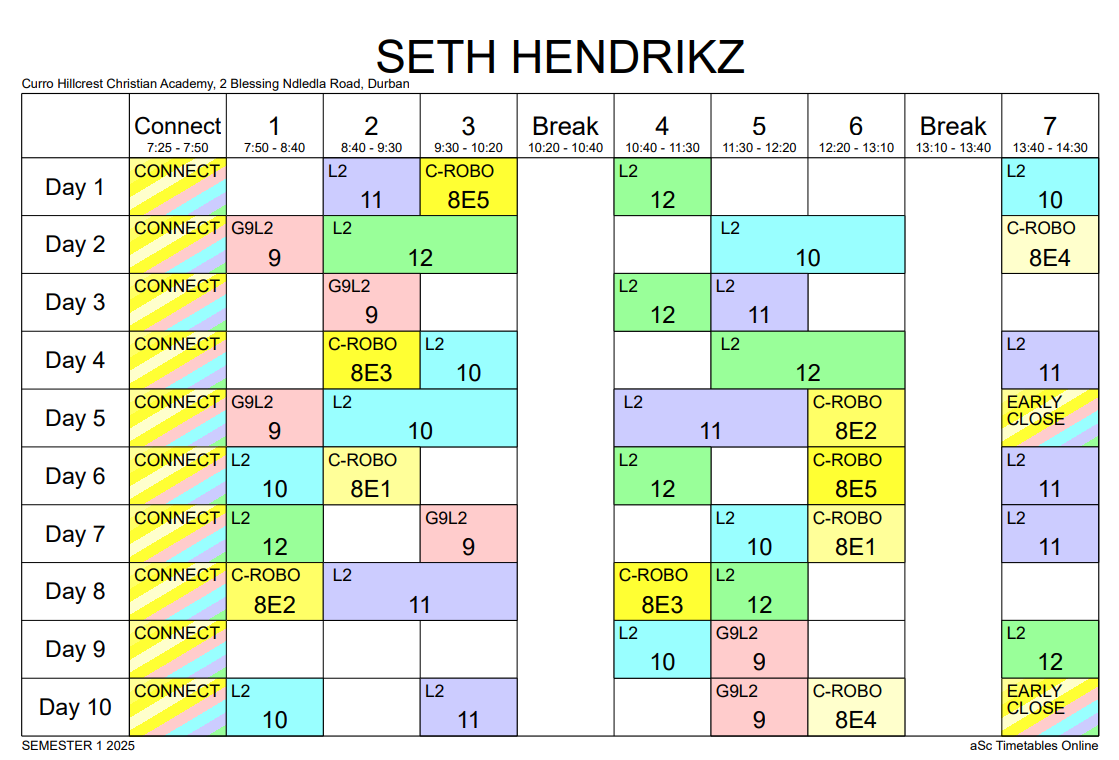 SETH HENDRIKZ
Curro Hillcrest Christian Academy, 2 Blessing Ndledla Road, Durban
Connect 1 2 3 Break 4 5 6 Break 7
7:25 - 7:50 7:50 - 8:40 8:40 - 9:30 9:30 - 10:20 10:20 - 10:40 10:40 - 11:30 11:30 - 12:20 12:20 - 13:10 13:10 - 13:40 13:40 - 14:30
CONNECT L2 C-ROBO L2 L2
Day 1 11 8E5 12 10
CONNECT G9L2 L2 L2 C-ROBO
Day 2 9 12 10 8E4
CONNECT G9L2 L2 L2
Day 3 9 12 11
CONNECT C-ROBO L2 L2 L2
Day 4 8E3 10 12 11
CONNECT G9L2 L2 L2 C-ROBO EARLY
CLOSE
Day 5 9 10 11 8E2
CONNECT L2 C-ROBO L2 C-ROBO L2
Day 6 10 8E1 12 8E5 11
CONNECT L2 G9L2 L2 C-ROBO L2
Day 7 12 9 10 8E1 11
CONNECT C-ROBO L2 C-ROBO L2
Day 8 8E2 11 8E3 12
CONNECT L2 G9L2 L2
Day 9 10 9 12
CONNECT L2 L2 G9L2 C-ROBO EARLY
CLOSE
Day 10 10 11 9 8E4
SEMESTER 1 2025 aSc Timetables Online